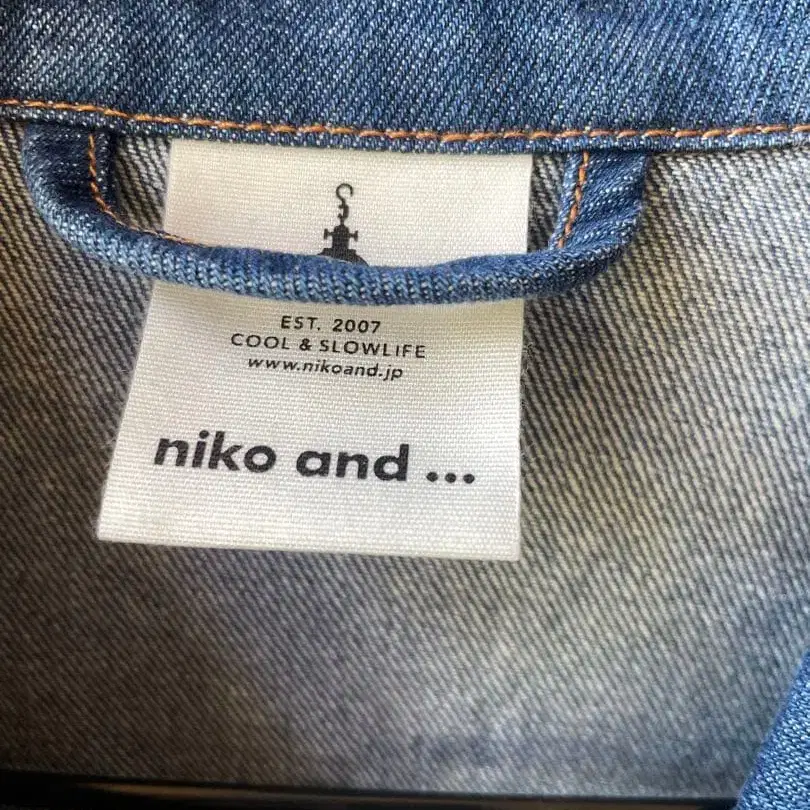 EST. 2007
COOL & SLOWLIFE
www.nikoand.jp
niko and ...